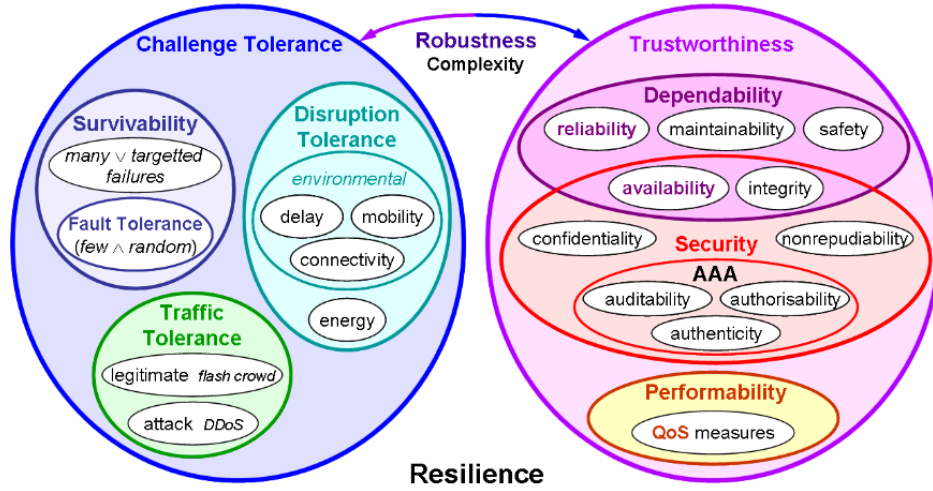 Challenge Tolerance
Robustness
Complexity
Trustworthiness
Survivability
many ∨ targetted
failures
Fault Tolerance
(few ∧ random)
Disruption
Tolerance
environmental
delay
mobility
connectivity
energy
Traffic
Tolerance
legitimate flash crowd
attack DDoS
Dependability
reliability
maintainability
safety
availability
integrity
confidentiality
Security
nonrepudiability
AAA
auditability
authorisability
authenticity
Performability
QoS measures
Resilience